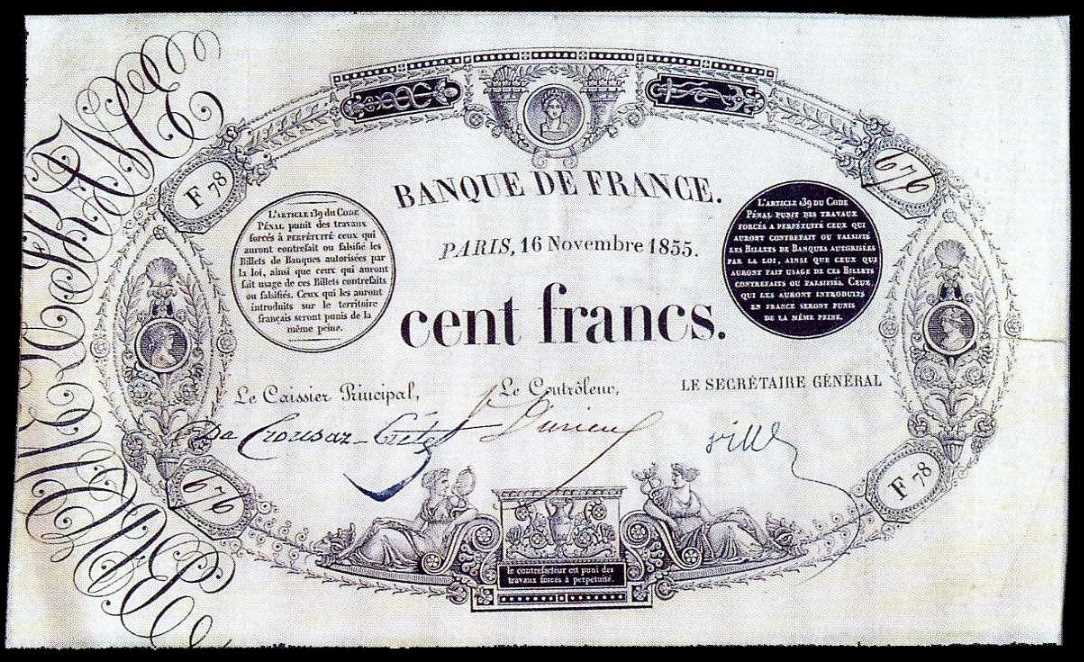 BANQUE DE FRANCE
F 78
676
BANQUE DE FRANCE.
PARIS, 16 Novembre 1855.
L'ARTICLE 139 DU CODE
PÉNAL punit des travaux
forcés à PERPÉTUITÉ ceux qui
auront contrefait ou falsifié les
Billets de Banques autorisées par
la loi, ainsi que ceux qui auront
fait usage de ces Billets contrefaits
ou falsifiés. Ceux qui les auront
introduits sur le territoire
français seront punis de la
même peine.
L'ARTICLE 139 DU CODE
PÉNAL PUNIT DES TRAVAUX
FORCÉS A PERPÉTUITÉ CEUX QUI
AURONT CONTREFAIT OU FALSIFIÉ
LES BILLETS DE BANQUES AUTORISÉES
PAR LA LOI, AINSI QUE CEUX QUI
AURONT FAIT USAGE DE CES BILLETS
CONTREFAITS OU FALSIFIÉS. CEUX
QUI LES AURONT INTRODUITS
EN FRANCE SERONT PUNIS
DE LA MÊME PEINE.
cent francs.
Le Caissier Principal,
Le Contrôleur,
LE SECRÉTAIRE GÉNÉRAL
676
F 78
le contrefacteur est puni des
travaux forcés à perpétuité.